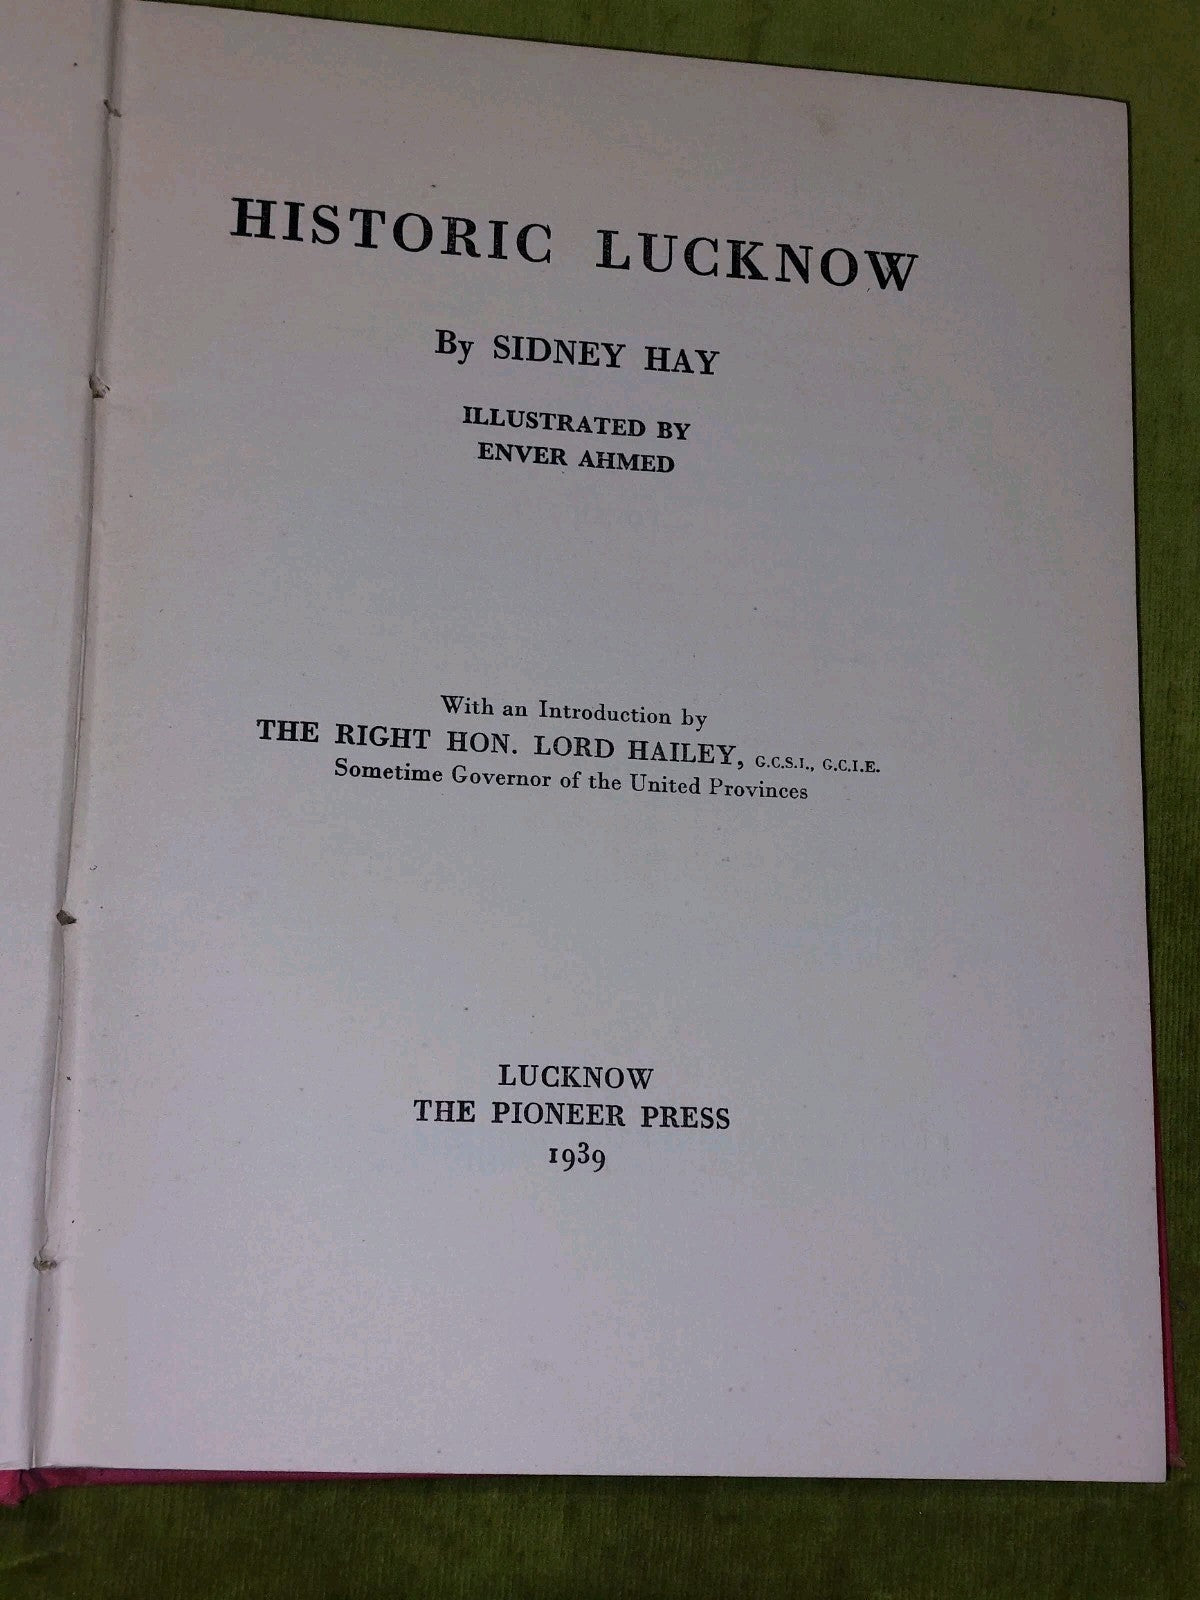 HISTORIC LUCKNOW
By SIDNEY HAY
ILLUSTRATED BY
ENVER AHMED
With an Introduction by
THE RIGHT HON. LORD HAILEY, G.C.S.I., G.C.I.E.
Sometime Governor of the United Provinces
LUCKNOW
THE PIONEER PRESS
1939